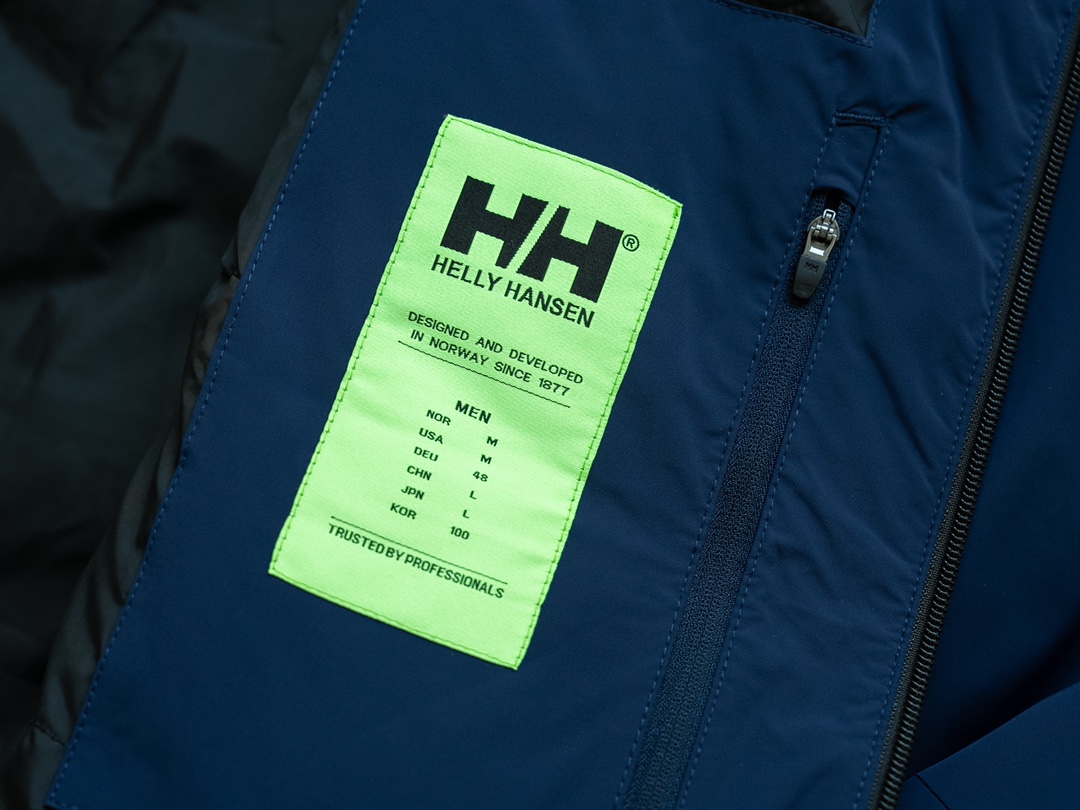 HH®
HELLY HANSEN
DESIGNED AND DEVELOPED
IN NORWAY SINCE 1877
MEN
NOR M
USA M
DEU 48
CHN L
JPN L
KOR 100
TRUSTED BY PROFESSIONALS
HH